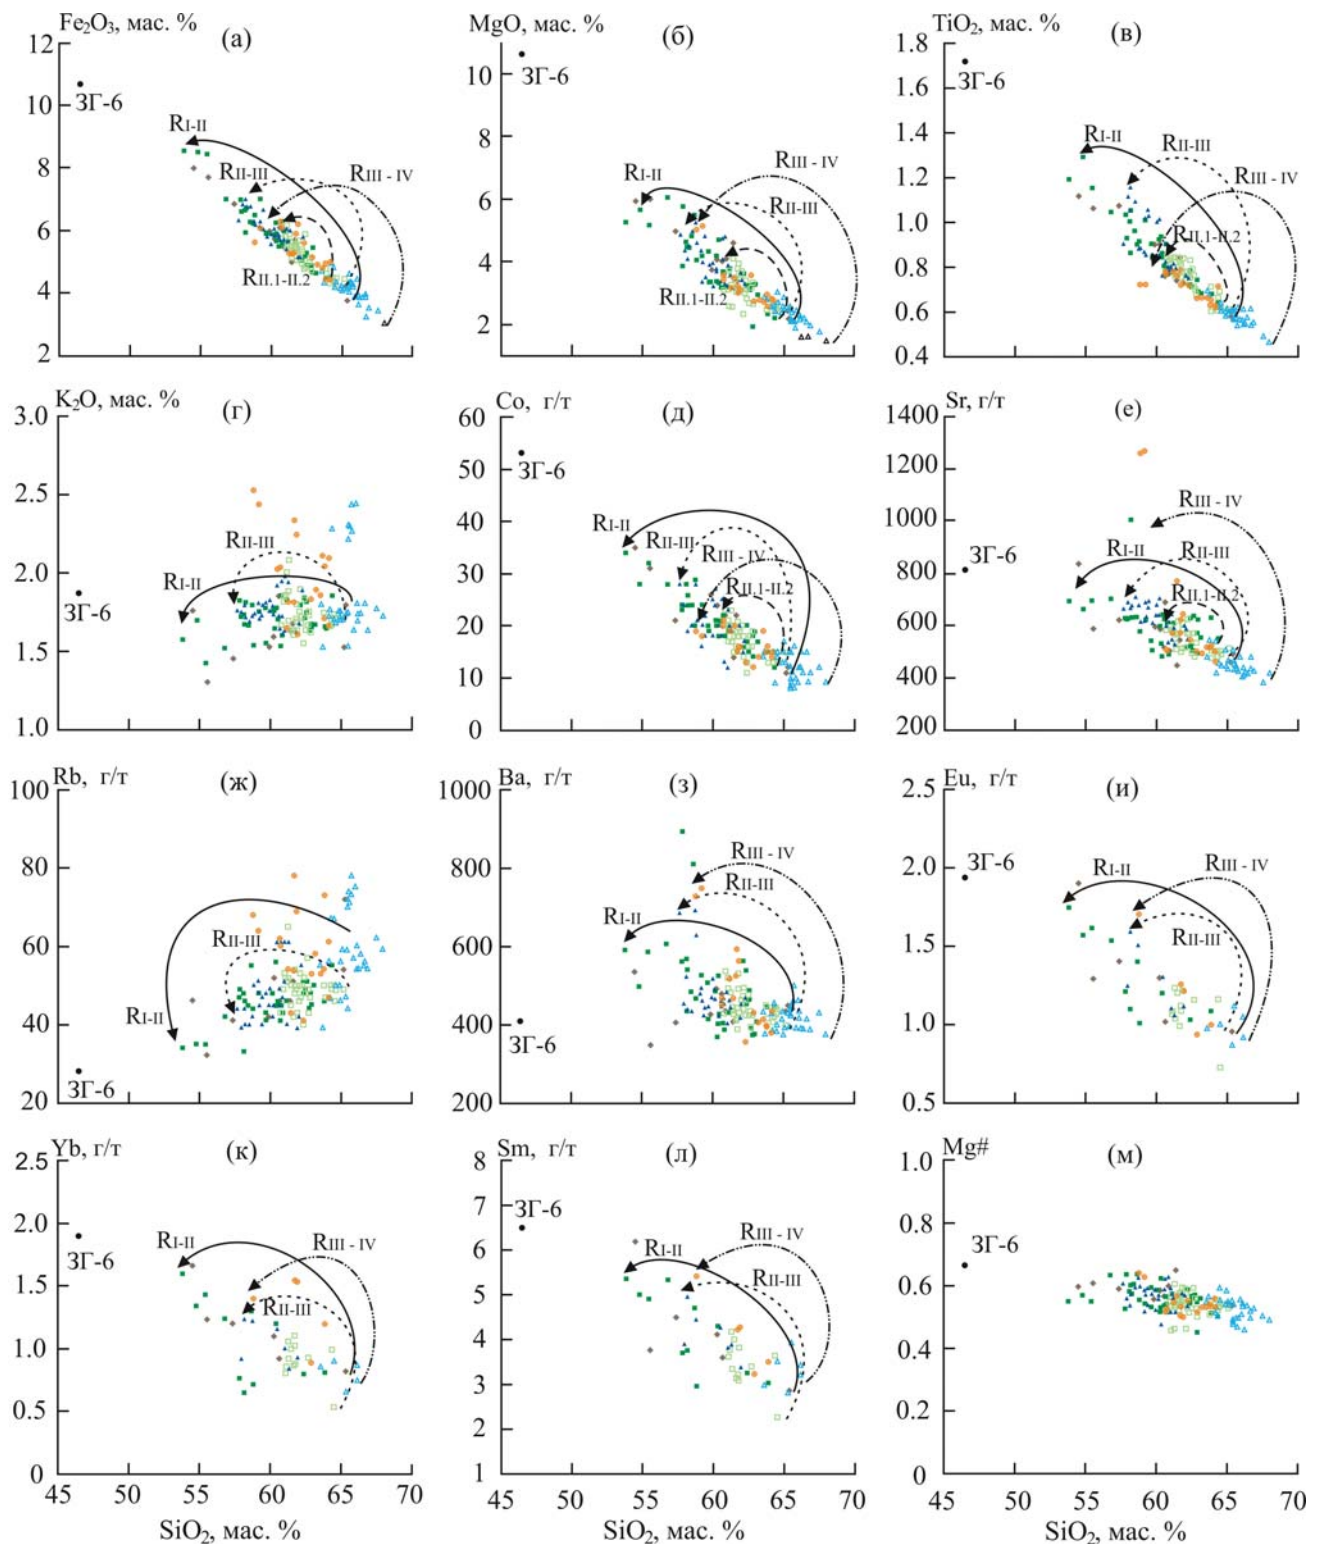 Fe₂O₃, мас. % (а)
12
10
8
6
4
2
ЗГ-6
RI-II
RII-III
RIII - IV
RII.1-II.2
MgO, мас. % (б)
10
8
6
4
2
ЗГ-6
RI-II
RIII - IV
RII-III
RII.1-II.2
TiO₂, мас. % (в)
1.8
1.6
1.4
1.2
1.0
0.8
0.6
0.4
ЗГ-6
RI-II
RII-III
RIII - IV
RII.1-II.2
K₂O, мас. % (г)
3.0
2.5
2.0
1.5
1.0
ЗГ-6
RII-III
RI-II
Co, г/т (д)
60
50
40
30
20
10
0
ЗГ-6
RI-II
RII-III
RIII - IV
RII.1-II.2
Sr, г/т (е)
1400
1200
1000
800
600
400
200
ЗГ-6
RIII - IV
RI-II
RII-III
RII.1-II.2
Rb, г/т (ж)
100
80
60
40
20
ЗГ-6
RII-III
RI-II
Ba, г/т (з)
1000
800
600
400
200
ЗГ-6
RIII - IV
RII-III
RI-II
Eu, г/т (и)
2.5
2.0
1.5
1.0
0.5
ЗГ-6
RI-II
RIII - IV
RII-III
Yb, г/т (к)
2.5
2.0
1.5
1.0
0.5
0
ЗГ-6
RI-II
RIII - IV
RII-III
45 50 55 60 65 70
SiO₂, мас. %
Sm, г/т (л)
8
7
6
5
4
3
2
1
ЗГ-6
RI-II
RIII - IV
RII-III
45 50 55 60 65 70
SiO₂, мас. %
Mg# (м)
1.0
0.8
0.6
0.4
0.2
0
ЗГ-6
45 50 55 60 65 70
SiO₂, мас. %